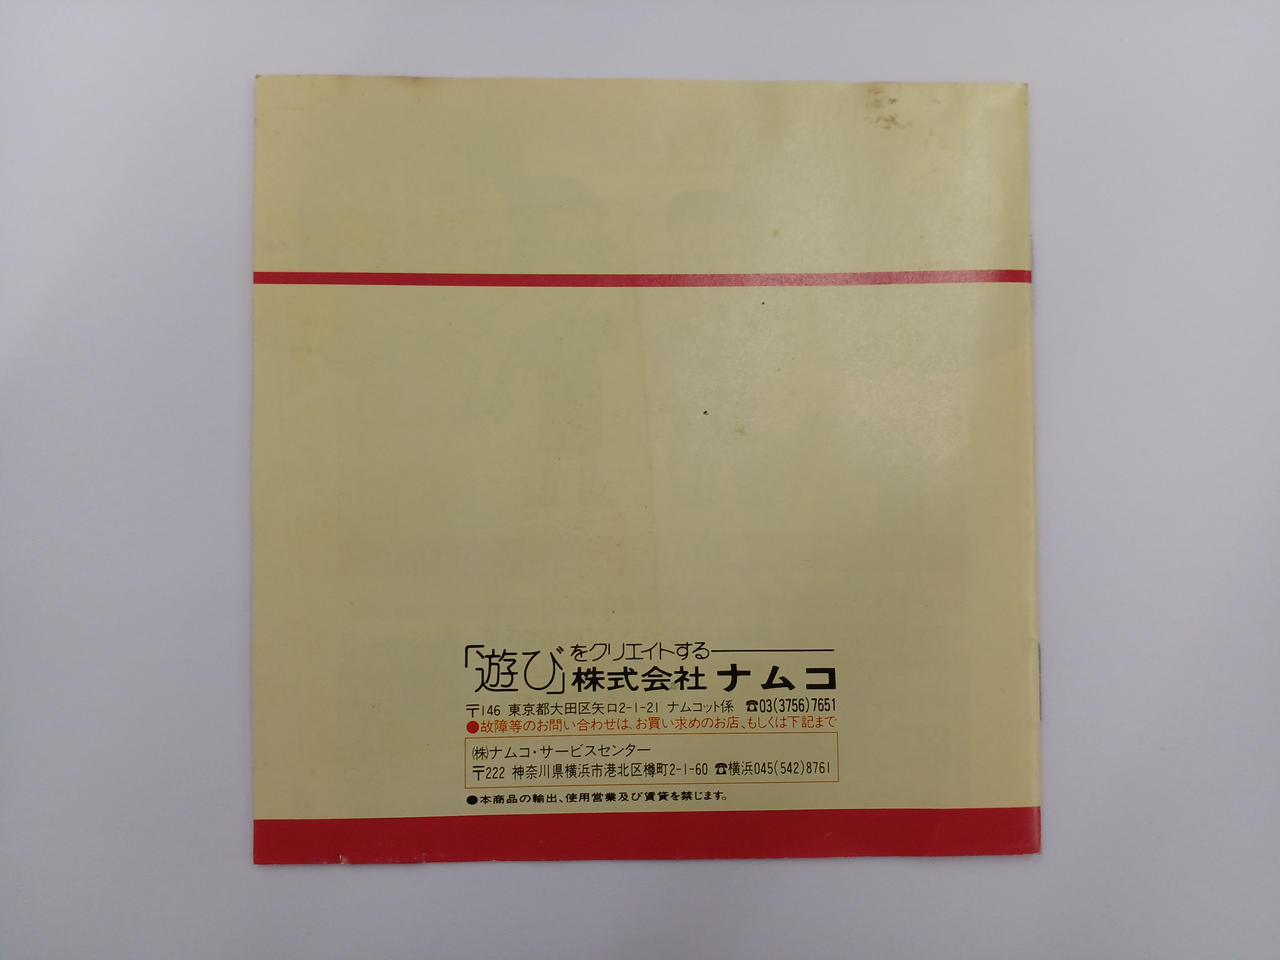 「遊び」をクリエイトする
株式会社ナムコ
〒146 東京都大田区矢口2-1-21 ナムコット係 ☎03(3756)7651
●故障等のお問い合わせは、お買い求めのお店、もしくは下記まで
㈱ナムコ・サービスセンター
〒222 神奈川県横浜市港北区樽町2-1-60 ☎横浜045(542)8761
●本商品の輸出、使用営業及び賃貸を禁じます。